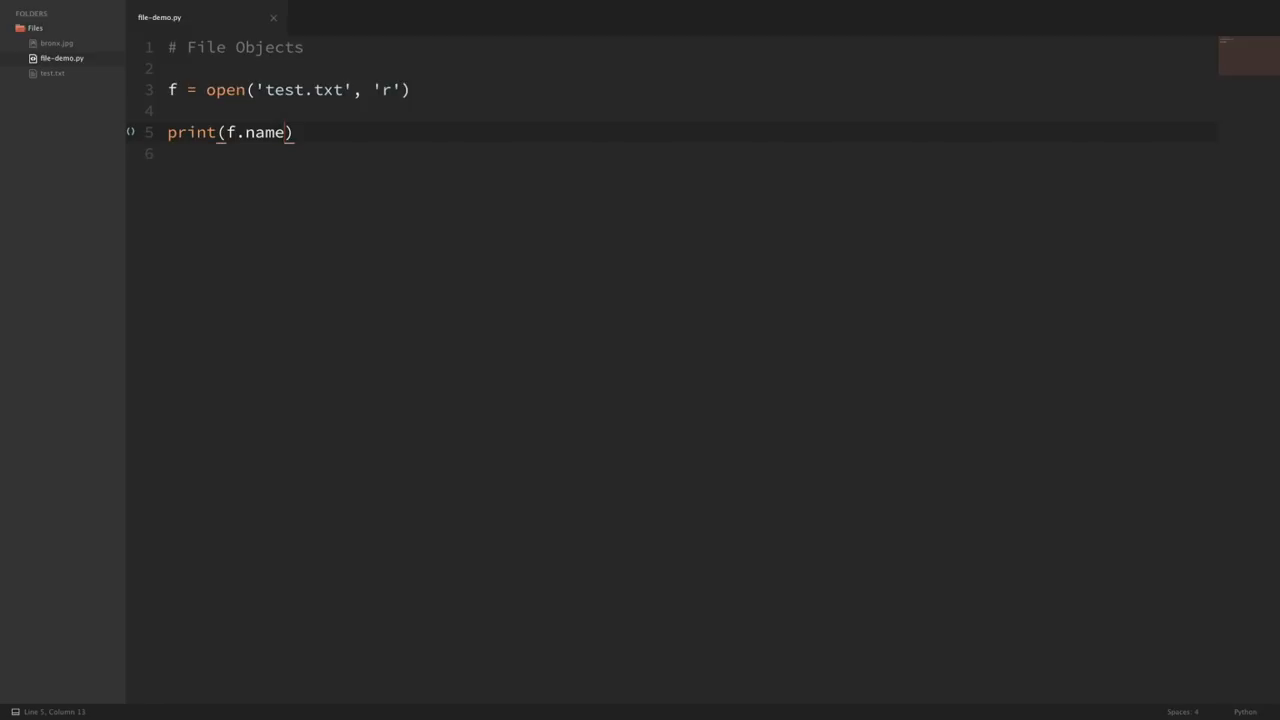 FOLDERS
Files
bronx.jpg
file-demo.py
test.txt
file-demo.py
1 # File Objects
2
3 f = open('test.txt', 'r')
4
5 print(f.name)
6
Line 5, Column 13
Spaces: 4
Python